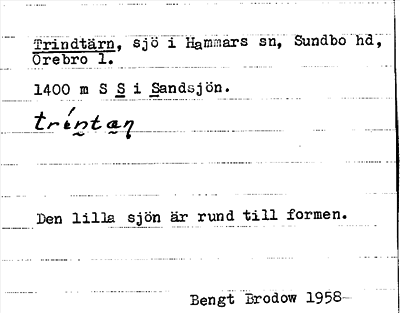 Trindtärn, sjö i Hammars sn, Sundbo hd,
Örebro l.
1400 m S S i Sandsjön.
Den lilla sjön är rund till formen.
Bengt Brodow 1958